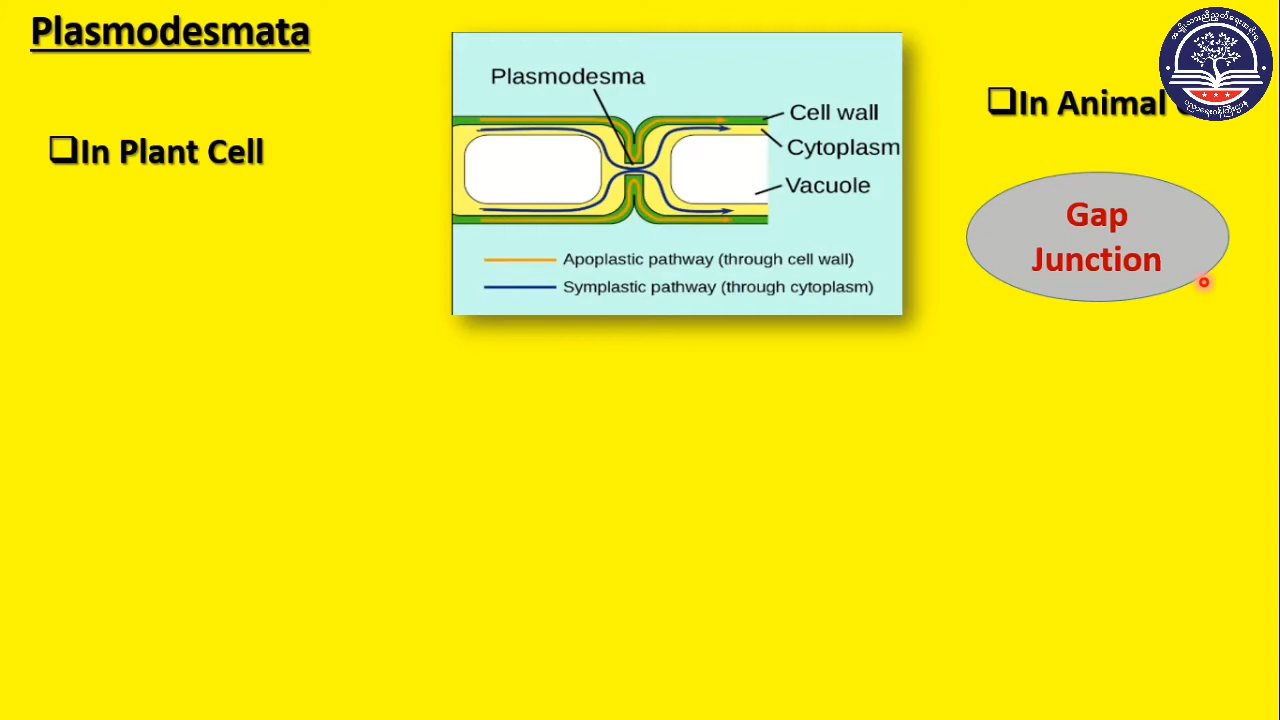 Plasmodesmata
❑In Plant Cell
Plasmodesma
Cell wall
Cytoplasm
Vacuole
Apoplastic pathway (through cell wall)
Symplastic pathway (through cytoplasm)
❑In Animal
Gap
Junction